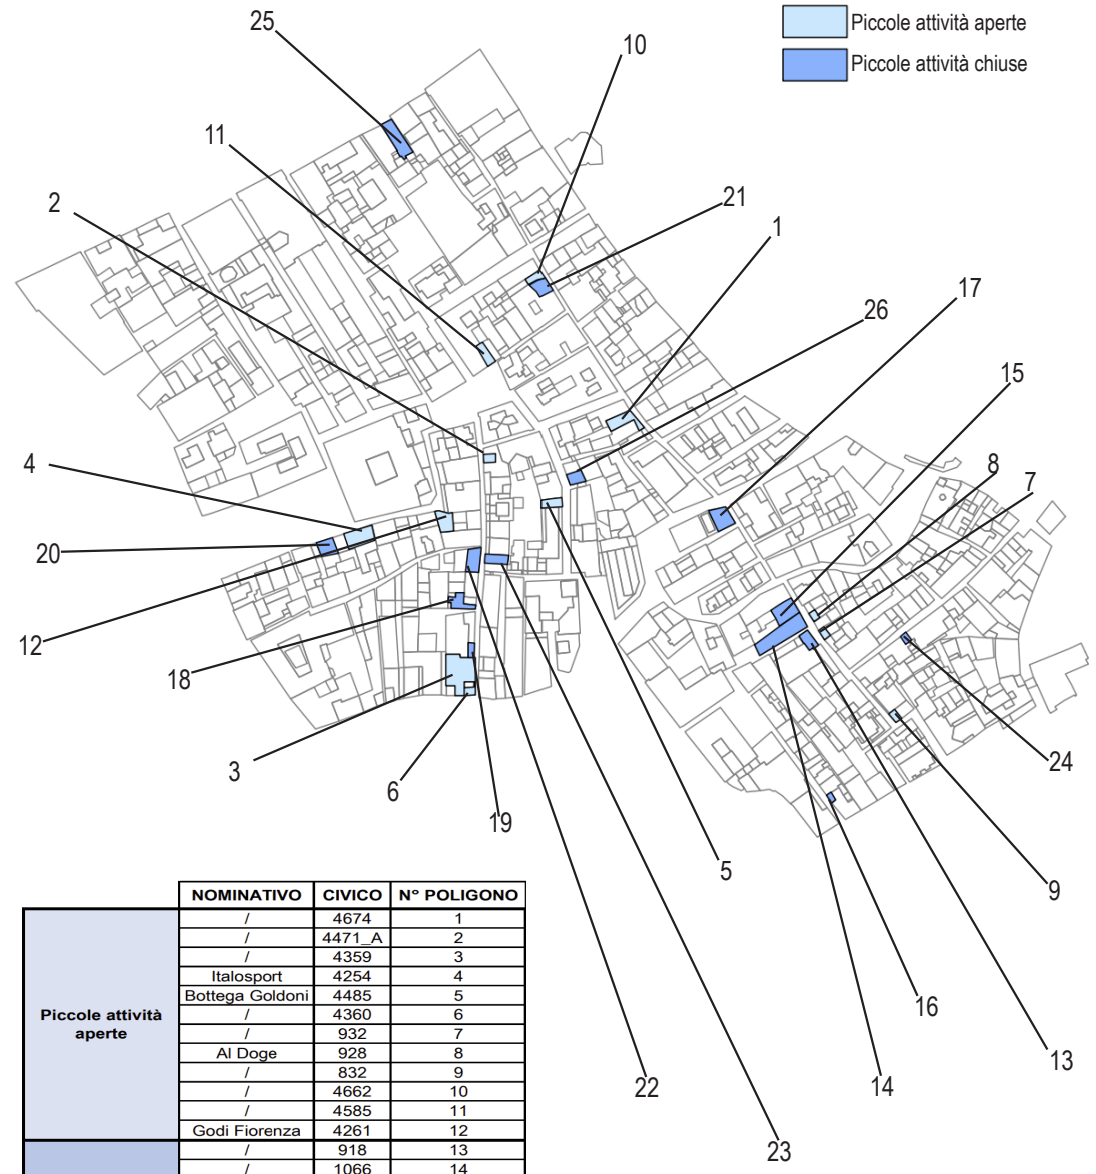 Piccole attività aperte
Piccole attività chiuse
25
10
11
2
21
1
17
26
15
4
8
7
20
12
18
3
6
19
24
5
9
16
13
14
22
23
NOMINATIVO CIVICO N° POLIGONO
Piccole attività aperte
/ 4674 1
/ 4471_A 2
/ 4359 3
Italosport 4254 4
Bottega Goldoni 4485 5
/ 4360 6
/ 932 7
Al Doge 928 8
/ 832 9
/ 4662 10
/ 4585 11
Godi Fiorenza 4261 12
/ 918 13
/ 1066 14